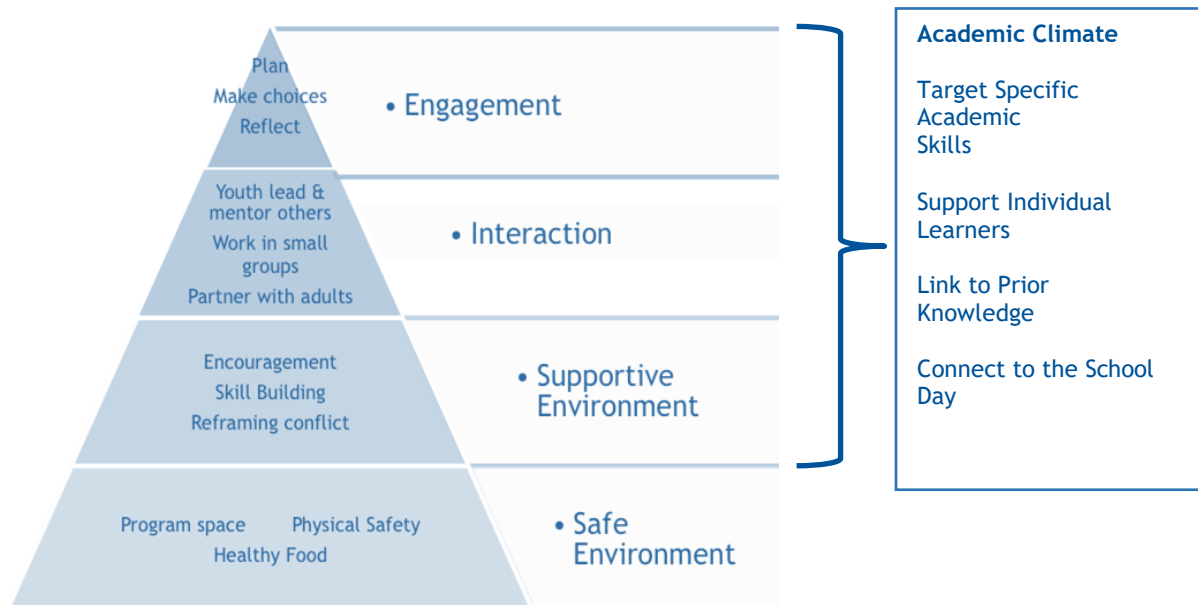 Plan
Make choices
Reflect
• Engagement
Youth lead &
mentor others
Work in small
groups
Partner with adults
• Interaction
Encouragement
Skill Building
Reframing conflict
• Supportive
Environment
Program space Physical Safety
Healthy Food
• Safe
Environment
Academic Climate
Target Specific
Academic
Skills
Support Individual
Learners
Link to Prior
Knowledge
Connect to the School
Day